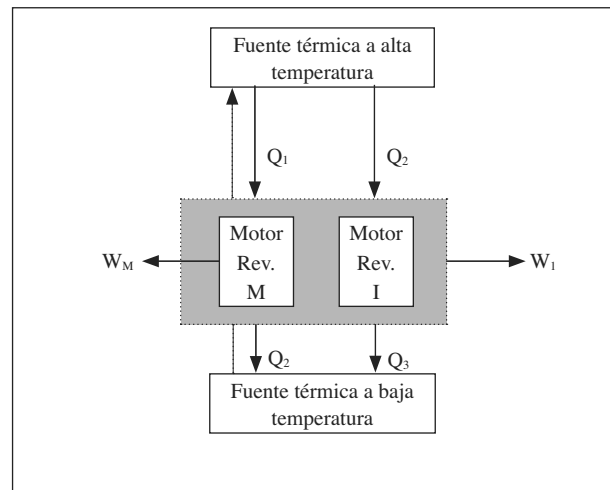 Fuente térmica a alta
temperatura
Q1
Q2
Motor
Rev.
M
Motor
Rev.
I
WM
W1
Q2
Q3
Fuente térmica a baja
temperatura